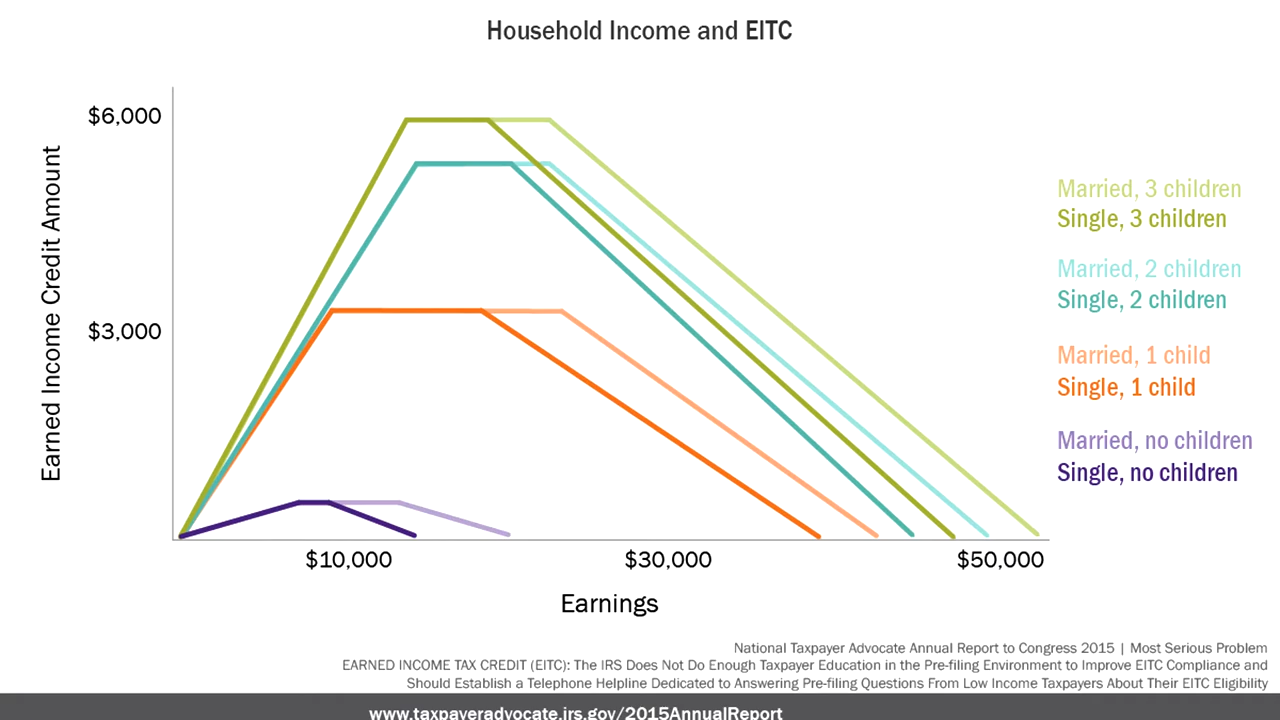 Household Income and EITC
Earned Income Credit Amount
$6,000
$3,000
$10,000
$30,000
$50,000
Earnings
Married, 3 children
Single, 3 children
Married, 2 children
Single, 2 children
Married, 1 child
Single, 1 child
Married, no children
Single, no children
National Taxpayer Advocate Annual Report to Congress 2015 | Most Serious Problem
EARNED INCOME TAX CREDIT (EITC): The IRS Does Not Do Enough Taxpayer Education in the Pre-filing Environment to Improve EITC Compliance and
Should Establish a Telephone Helpline Dedicated to Answering Pre-filing Questions From Low Income Taxpayers About Their EITC Eligibility
www.taxpayeradvocate.irs.gov/2015AnnualReport